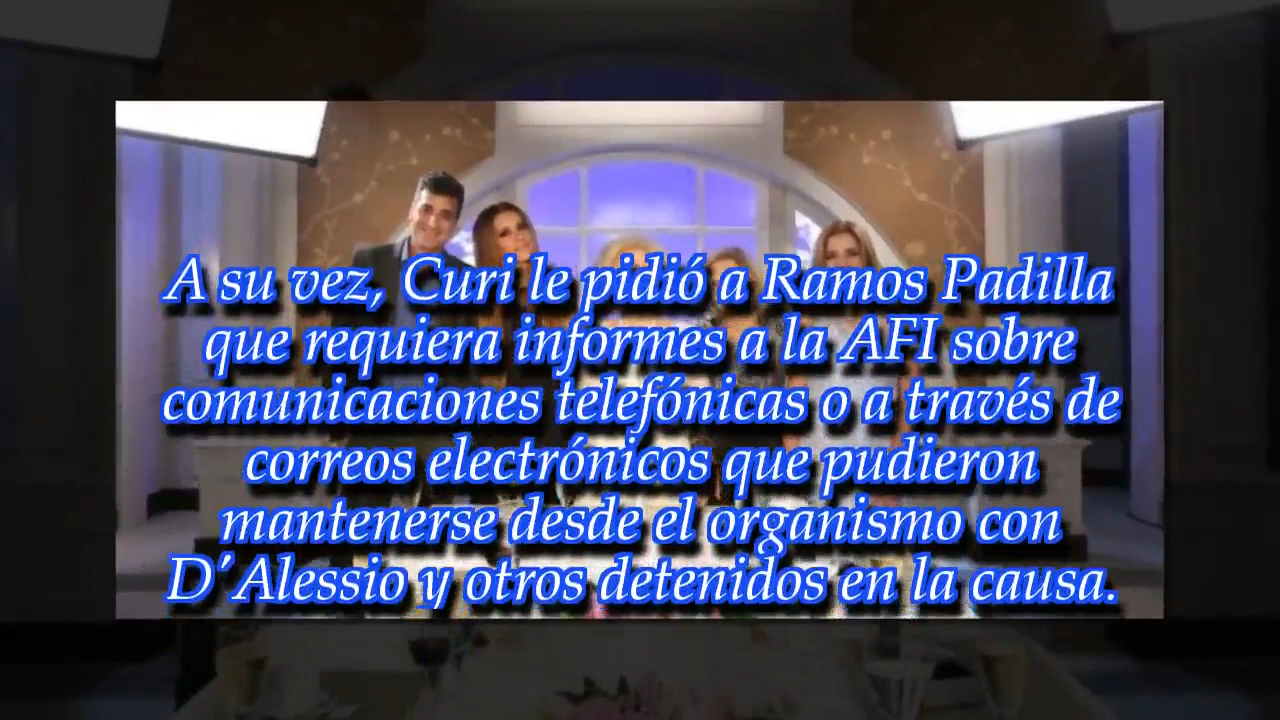 A su vez, Curi le pidió a Ramos Padilla
que requiera informes a la AFI sobre
comunicaciones telefónicas o a través de
correos electrónicos que pudieron
mantenerse desde el organismo con
D'Alessio y otros detenidos en la causa.